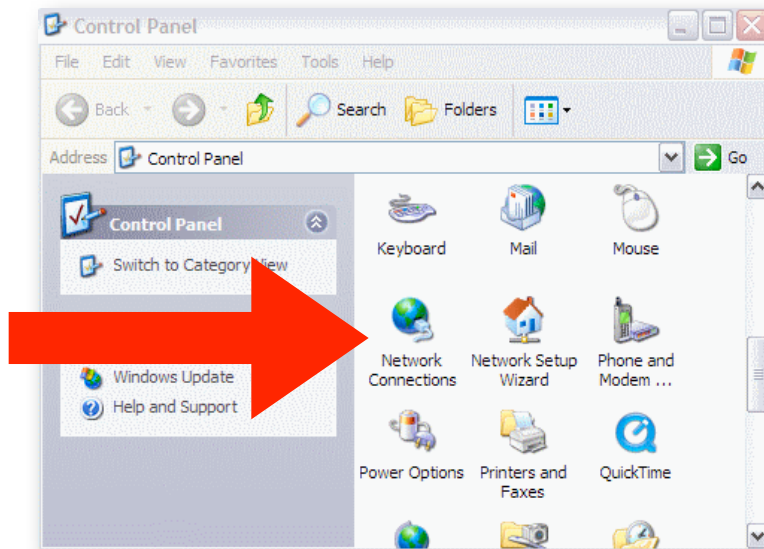 Control Panel
File Edit View Favorites Tools Help
Back Search Folders
Address Control Panel Go
Control Panel
Switch to Category View
Windows Update
Help and Support
Keyboard Mail Mouse
Network Connections
Network Setup Wizard
Phone and Modem ...
Power Options
Printers and Faxes
QuickTime